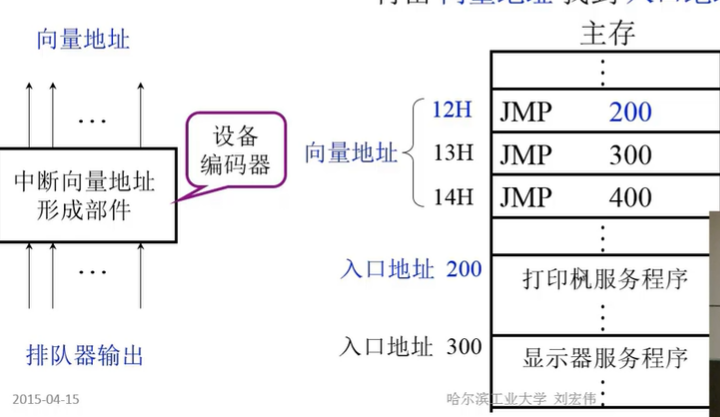 向量地址
…
设备
编码器
中断向量地址
形成部件
…
排队器输出
主存
向量地址
12H JMP 200
13H JMP 300
14H JMP 400
入口地址 200
打印机服务程序
入口地址 300
显示器服务程序
2015-04-15
哈尔滨工业大学 刘宏伟